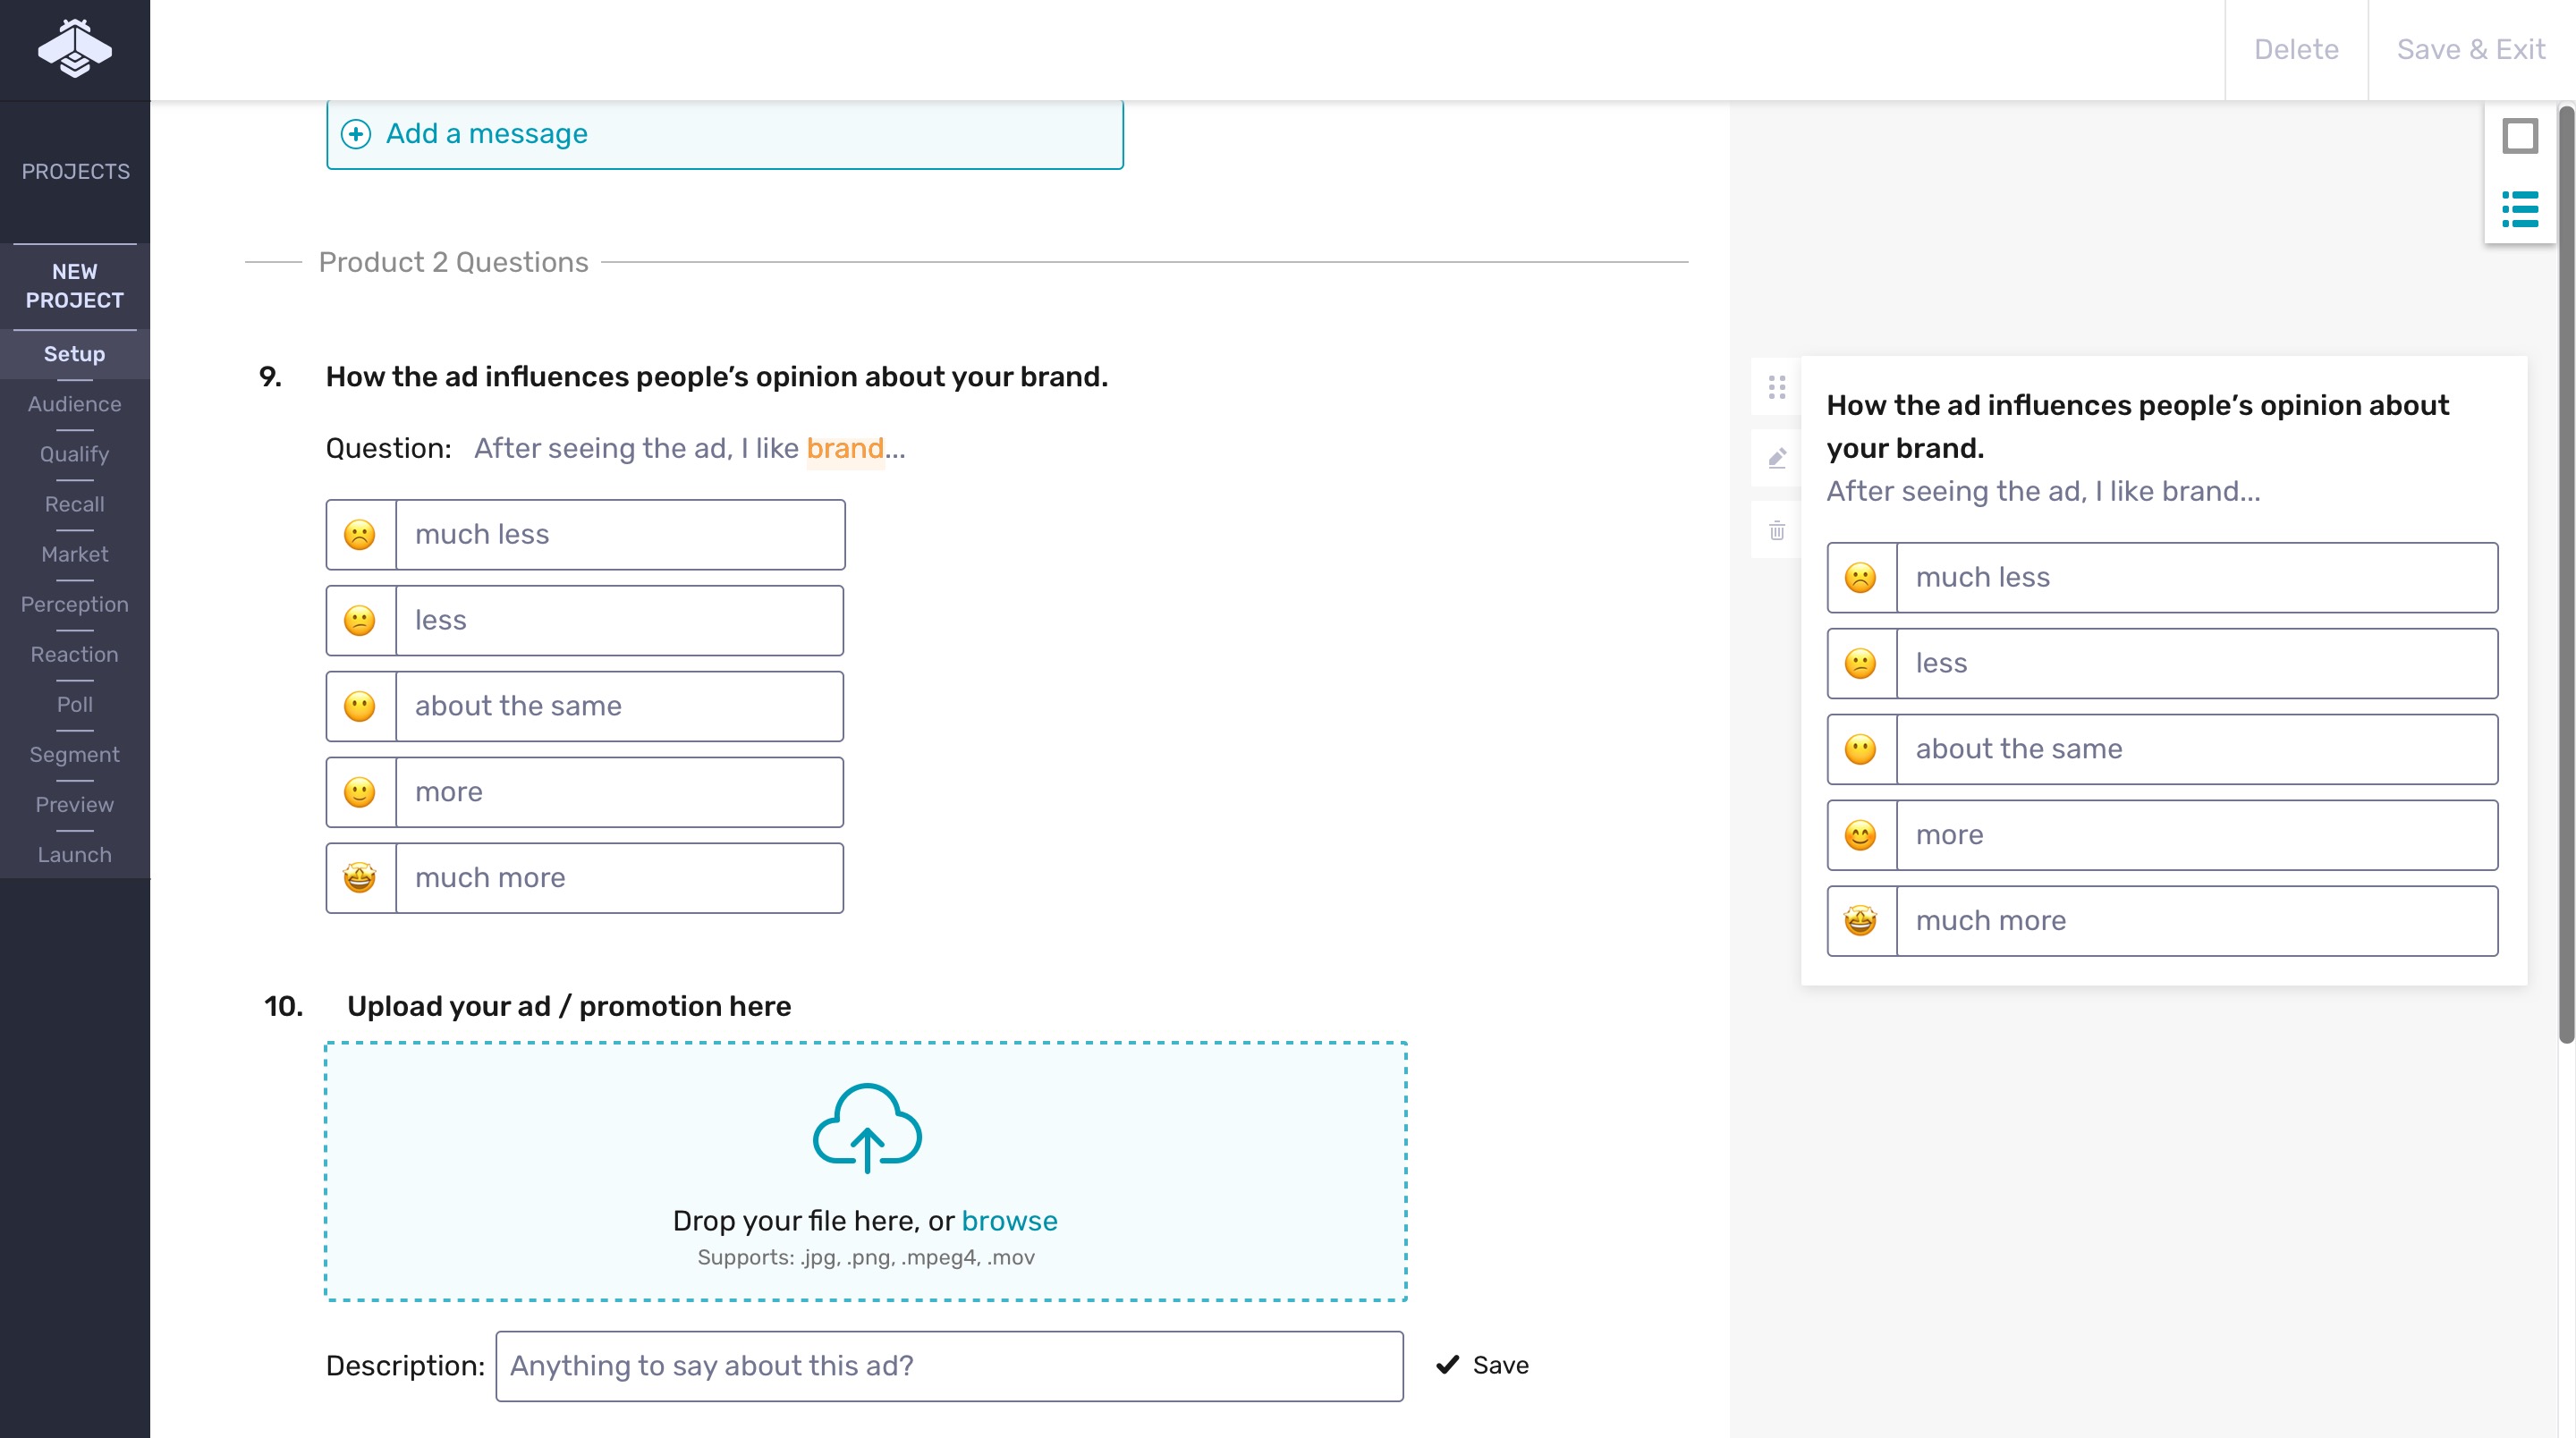 Delete
Save & Exit
PROJECTS
NEW
PROJECT
Setup
Audience
Qualify
Recall
Market
Perception
Reaction
Poll
Segment
Preview
Launch
Add a message
Product 2 Questions
9. How the ad influences people’s opinion about your brand.
Question: After seeing the ad, I like brand...
much less
less
about the same
more
much more
10. Upload your ad / promotion here
Drop your file here, or browse
Supports: .jpg, .png, .mpeg4, .mov
Description: Anything to say about this ad?
Save
How the ad influences people’s opinion about
your brand.
After seeing the ad, I like brand...
much less
less
about the same
more
much more